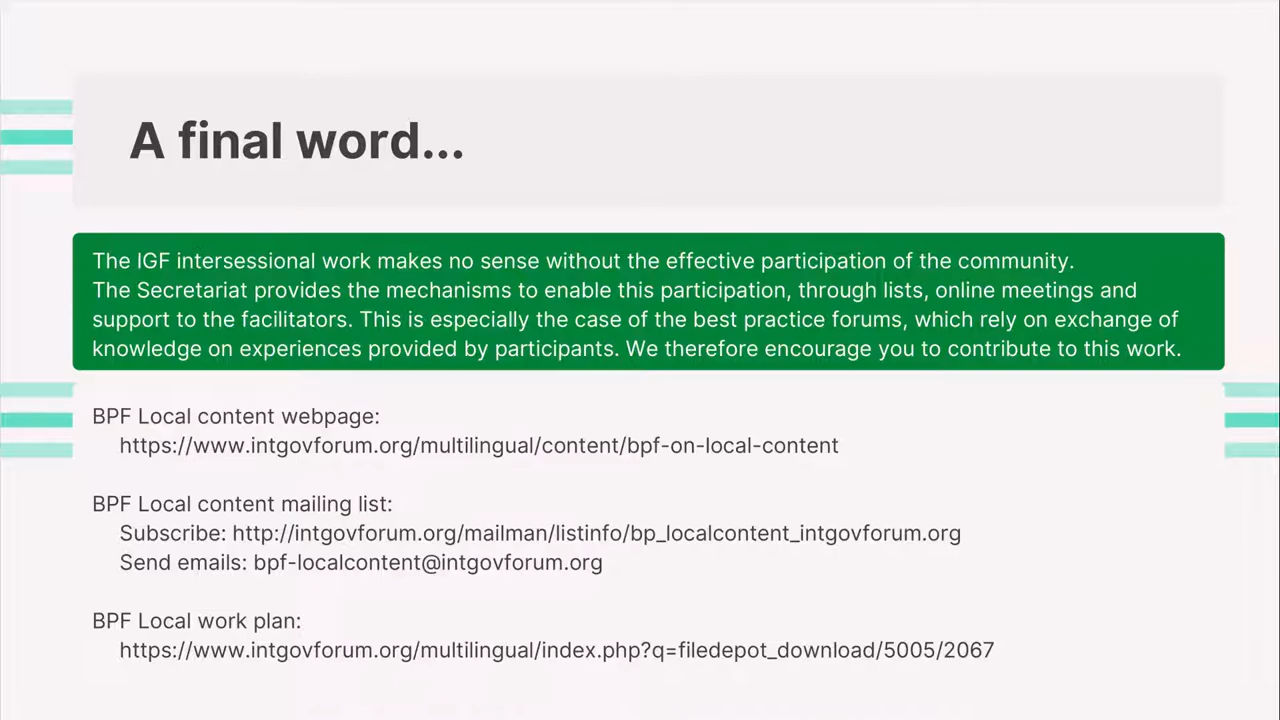 A final word...
The IGF intersessional work makes no sense without the effective participation of the community.
The Secretariat provides the mechanisms to enable this participation, through lists, online meetings and
support to the facilitators. This is especially the case of the best practice forums, which rely on exchange of
knowledge on experiences provided by participants. We therefore encourage you to contribute to this work.
BPF Local content webpage:
https://www.intgovforum.org/multilingual/content/bpf-on-local-content
BPF Local content mailing list:
Subscribe: http://intgovforum.org/mailman/listinfo/bp_localcontent_intgovforum.org
Send emails: bpf-localcontent@intgovforum.org
BPF Local work plan:
https://www.intgovforum.org/multilingual/index.php?q=filedepot_download/5005/2067